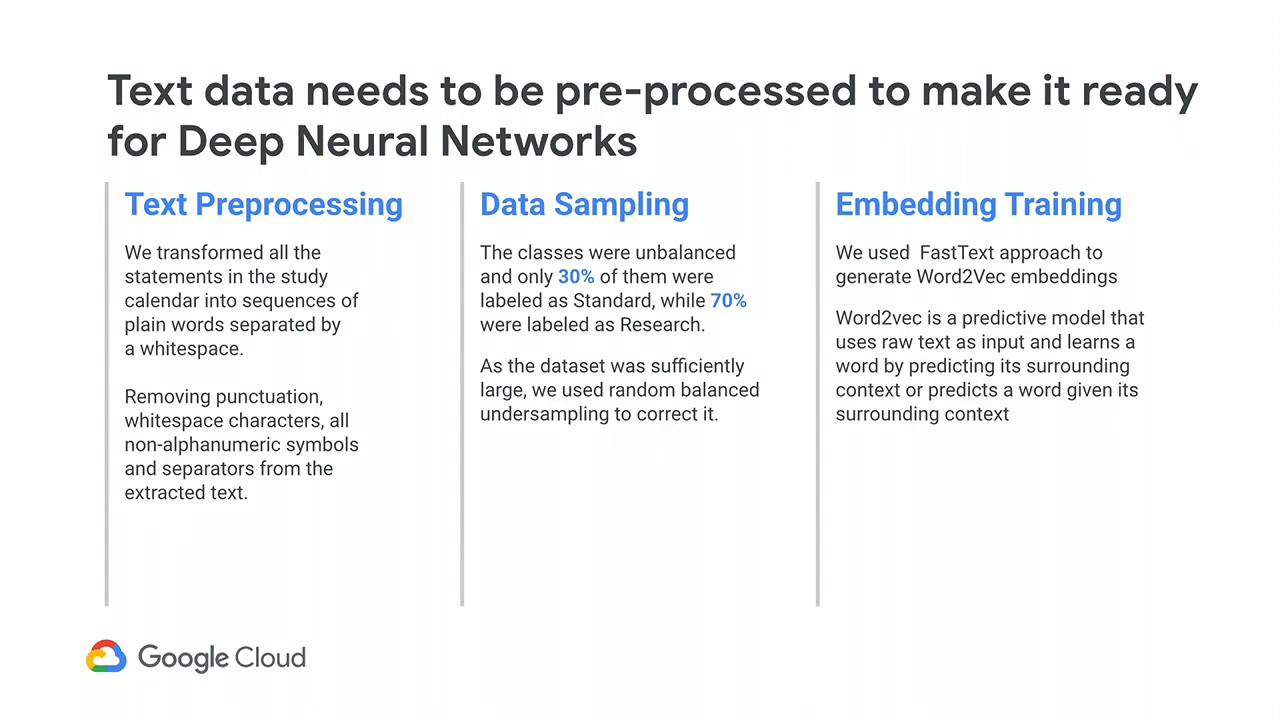 Text data needs to be pre-processed to make it ready
for Deep Neural Networks
Text Preprocessing
We transformed all the
statements in the study
calendar into sequences of
plain words separated by
a whitespace.
Removing punctuation,
whitespace characters, all
non-alphanumeric symbols
and separators from the
extracted text.
Data Sampling
The classes were unbalanced
and only 30% of them were
labeled as Standard, while 70%
were labeled as Research.
As the dataset was sufficiently
large, we used random balanced
undersampling to correct it.
Embedding Training
We used  FastText approach to
generate Word2Vec embeddings
Word2vec is a predictive model that
uses raw text as input and learns a
word by predicting its surrounding
context or predicts a word given its
surrounding context
Google Cloud